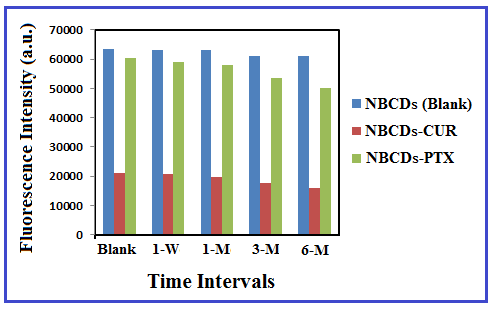 Fluorescence Intensity (a.u.)
70000
60000
50000
40000
30000
20000
10000
0
Blank 1-W 1-M 3-M 6-M
Time Intervals
NBCDs (Blank)
NBCDs-CUR
NBCDs-PTX